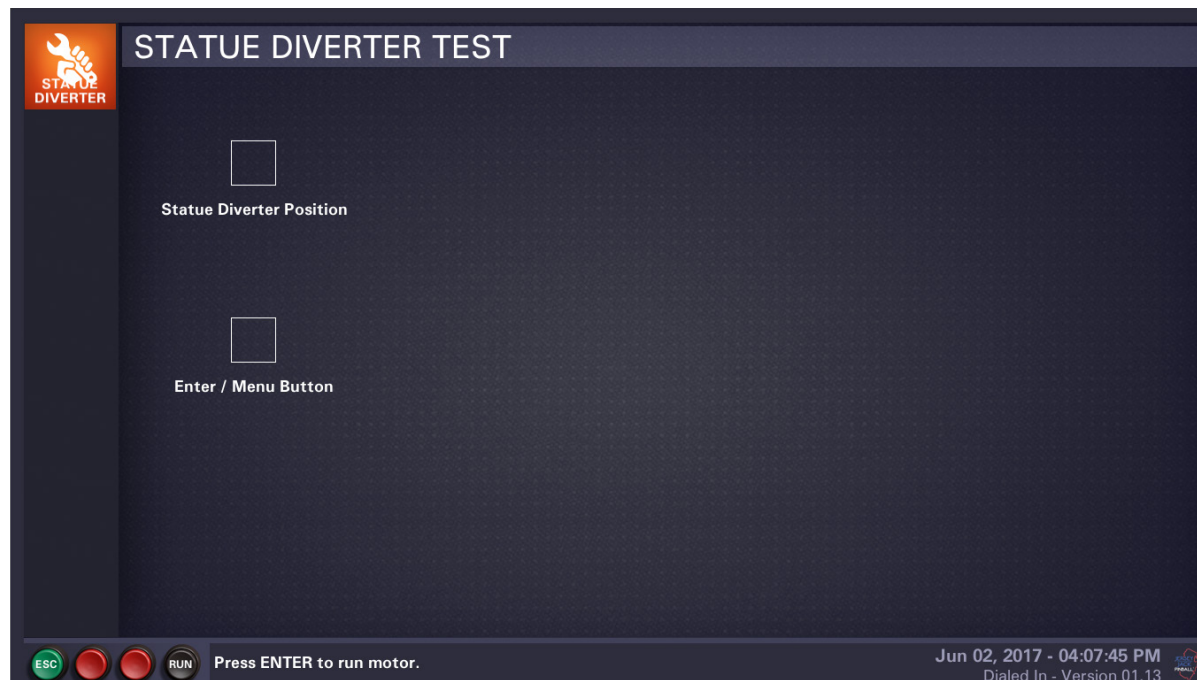 STATUE DIVERTER TEST
STATUE
DIVERTER
Statue Diverter Position
Enter / Menu Button
ESC
RUN
Press ENTER to run motor.
Jun 02, 2017 - 04:07:45 PM
Dialed In - Version 01.13
PINBALL